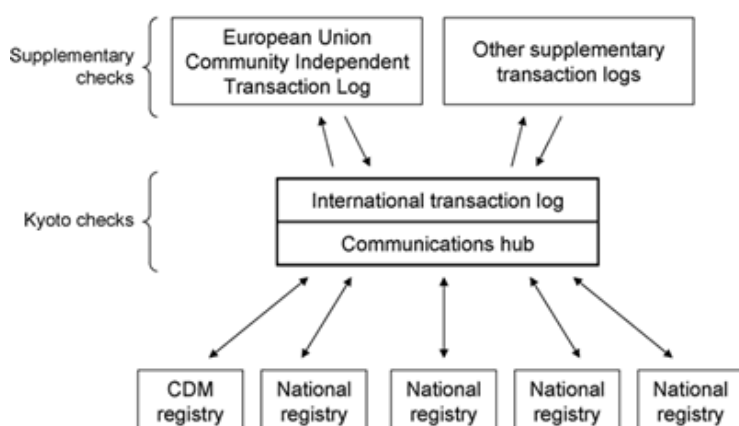 Supplementary
checks
European Union
Community Independent
Transaction Log
Other supplementary
transaction logs
Kyoto checks
International transaction log
Communications hub
CDM
registry
National
registry
National
registry
National
registry
National
registry